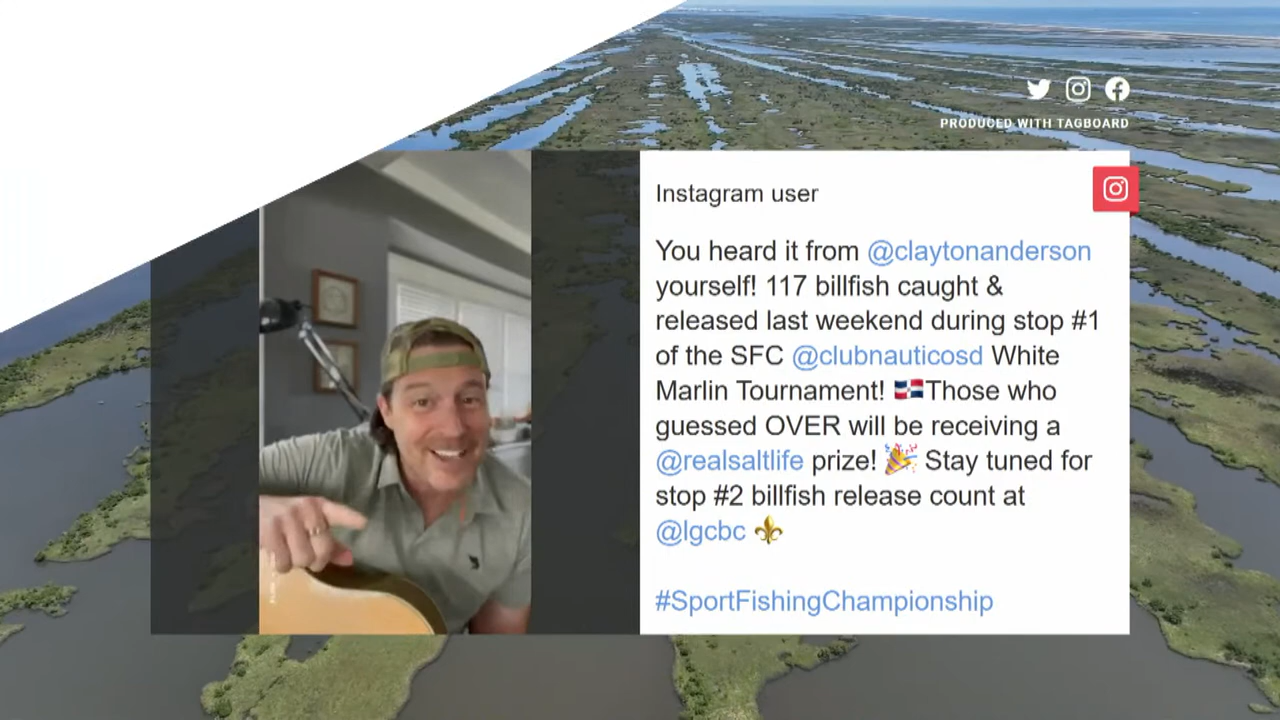 PRODUCED WITH TAGBOARD
Instagram user
You heard it from @claytonanderson
yourself! 117 billfish caught &
released last weekend during stop #1
of the SFC @clubnauticosd White
Marlin Tournament! 🇩🇴Those who
guessed OVER will be receiving a
@realsaltlife prize! 🎉 Stay tuned for
stop #2 billfish release count at
@lgcbc ⚜️
#SportFishingChampionship